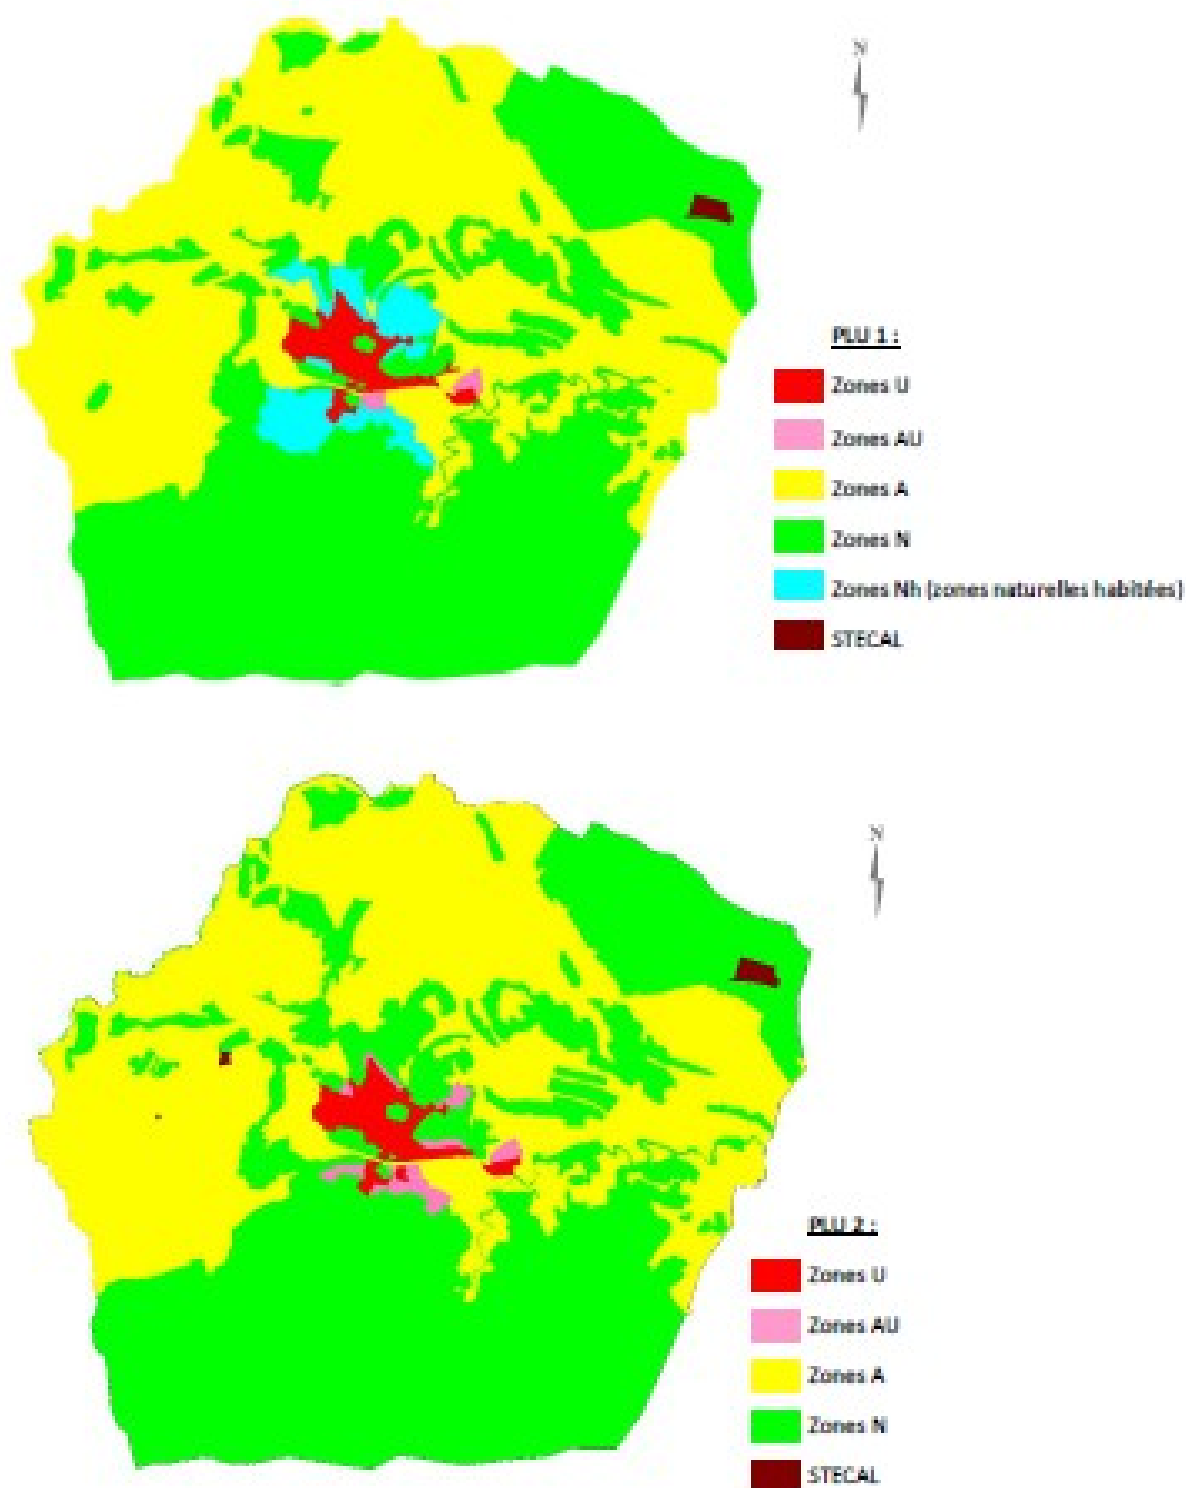 N
PLU 1 :
Zones U
Zones AU
Zones A
Zones N
Zones Nh (zones naturelles habitées)
STECAL
N
PLU 2 :
Zones U
Zones AU
Zones A
Zones N
STECAL